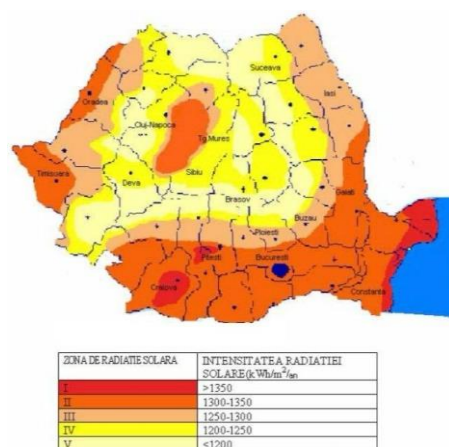 Suceava
Oradea
Iasi
Cluj-Napoca
Tg.Mures
Timisoara
Deva
Sibiu
Galati
Brasov
Buzau
Ploiesti
Pitesti
Bucuresti
Craiova
Constanta
ZONA DE RADIATIE SOLARA
INTENSITATEA RADIATIEI
SOLARE(kWh/m²/an
I >1350
II 1300-1350
III 1250-1300
IV 1200-1250
V <1200